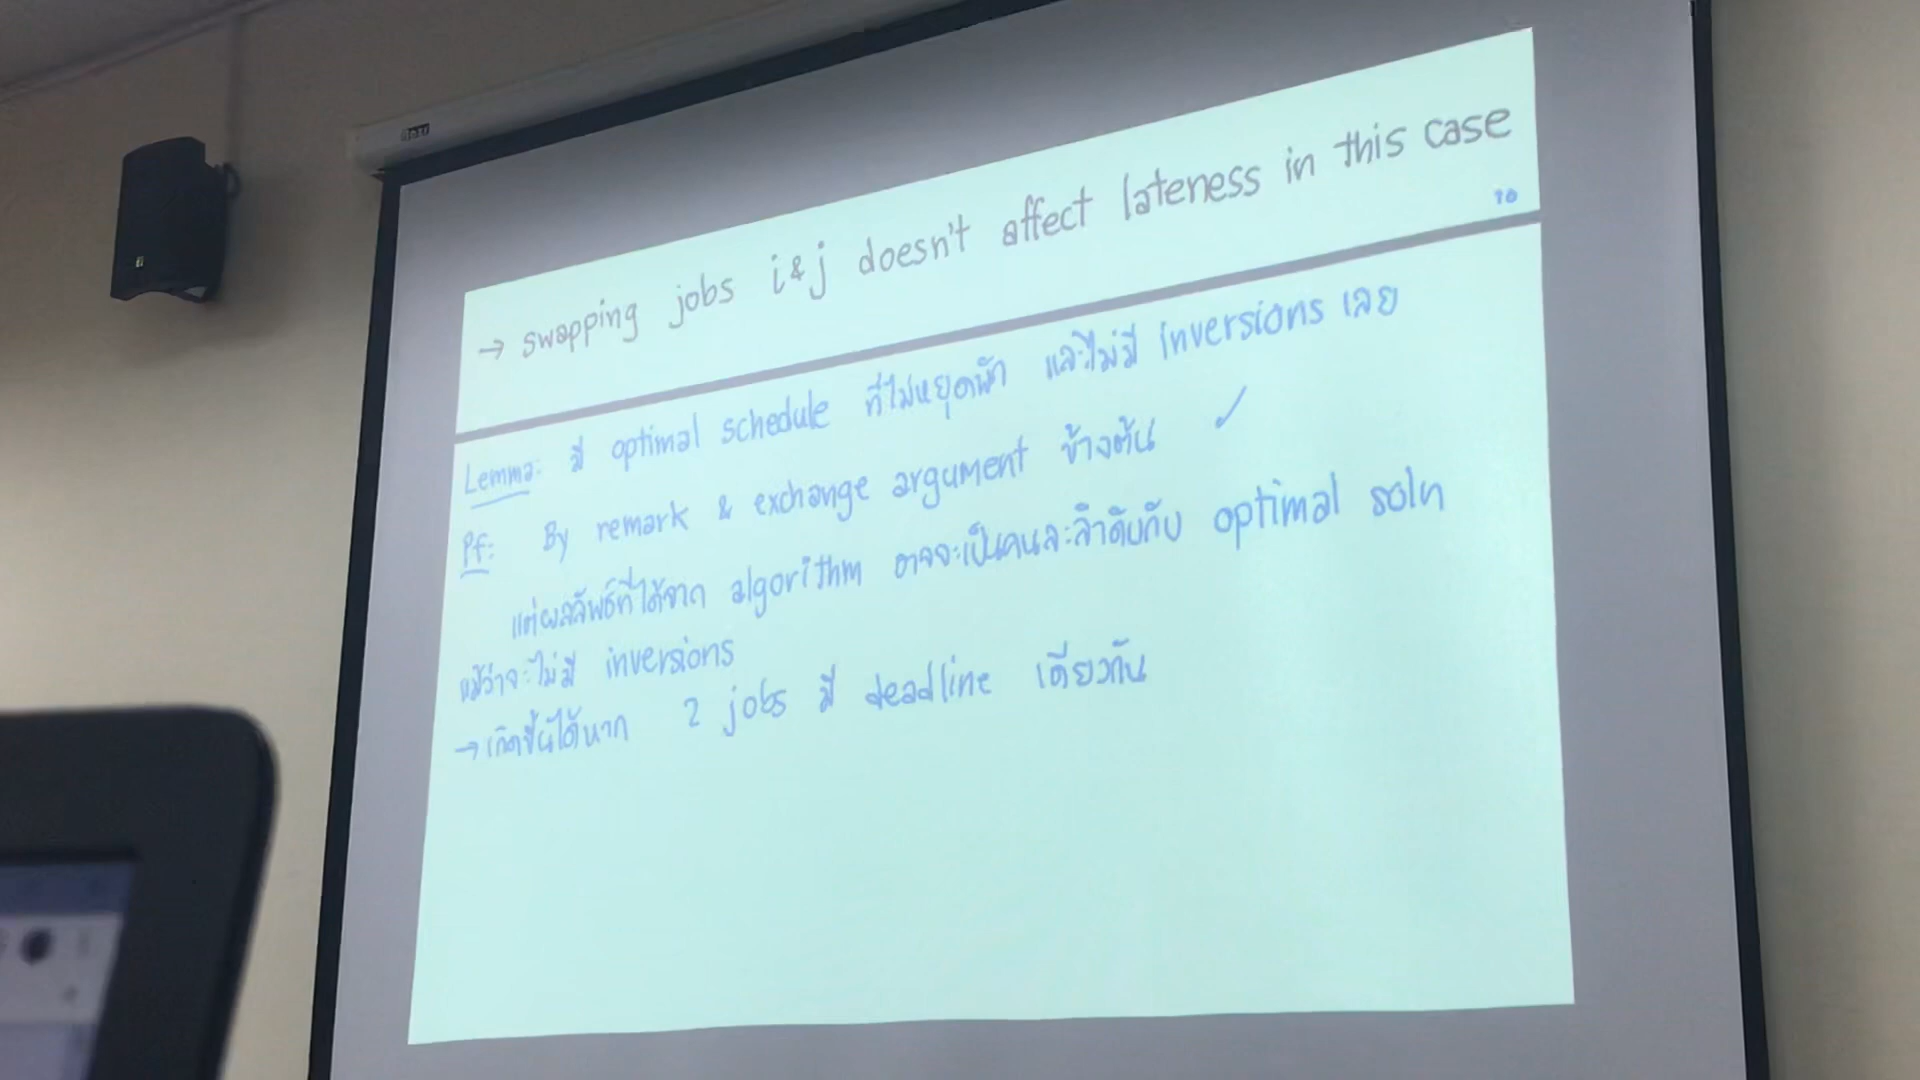 → swapping jobs i & j doesn't affect lateness in this case
10
Lemma: มี optimal schedule ที่ไม่หยุดพัก และไม่มี inversions เลย
Pf: By remark & exchange argument ข้างต้น ✓
แต่ผลลัพธ์ที่ได้จาก algorithm อาจจะเป็นคนละลำดับกับ optimal soln
แม้ว่าจะไม่มี inversions
→ เกิดขึ้นได้หาก 2 jobs มี deadline เดียวกัน